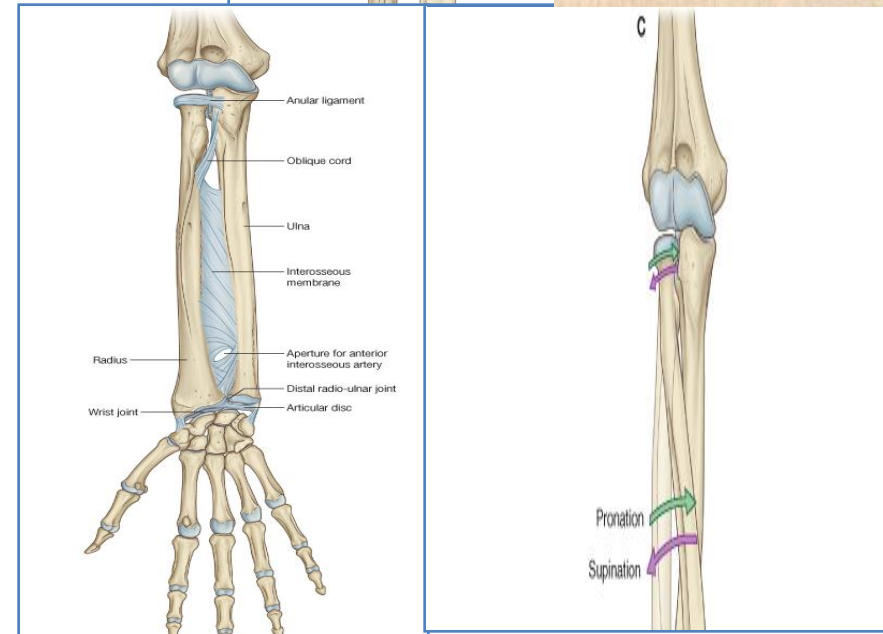 Anular ligament
Oblique cord
Ulna
Interosseous
membrane
Radius
Aperture for anterior
interosseous artery
Distal radio-ulnar joint
Wrist joint
Articular disc
C
Pronation
Supination